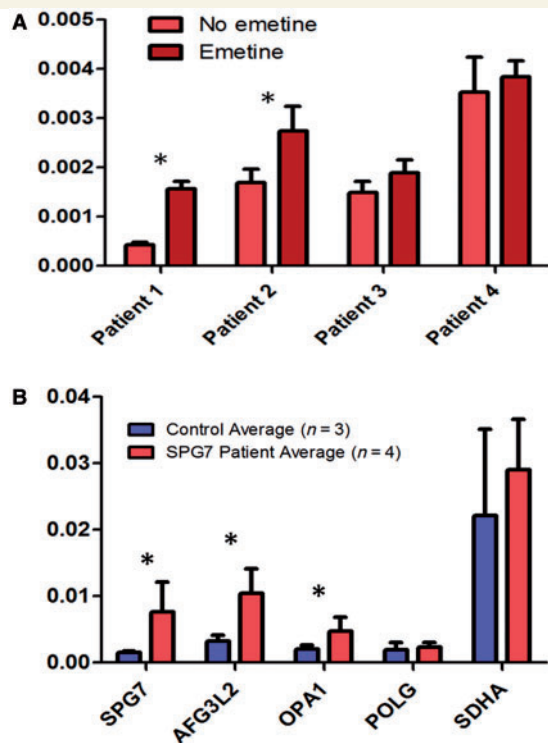 A
0.005
0.004
0.003
0.002
0.001
0.000
No emetine
Emetine
*
*
Patient 1
Patient 2
Patient 3
Patient 4
B
0.04
0.03
0.02
0.01
0.00
Control Average (n = 3)
SPG7 Patient Average (n = 4)
*
*
*
SPG7
AFG3L2
OPA1
POLG
SDHA